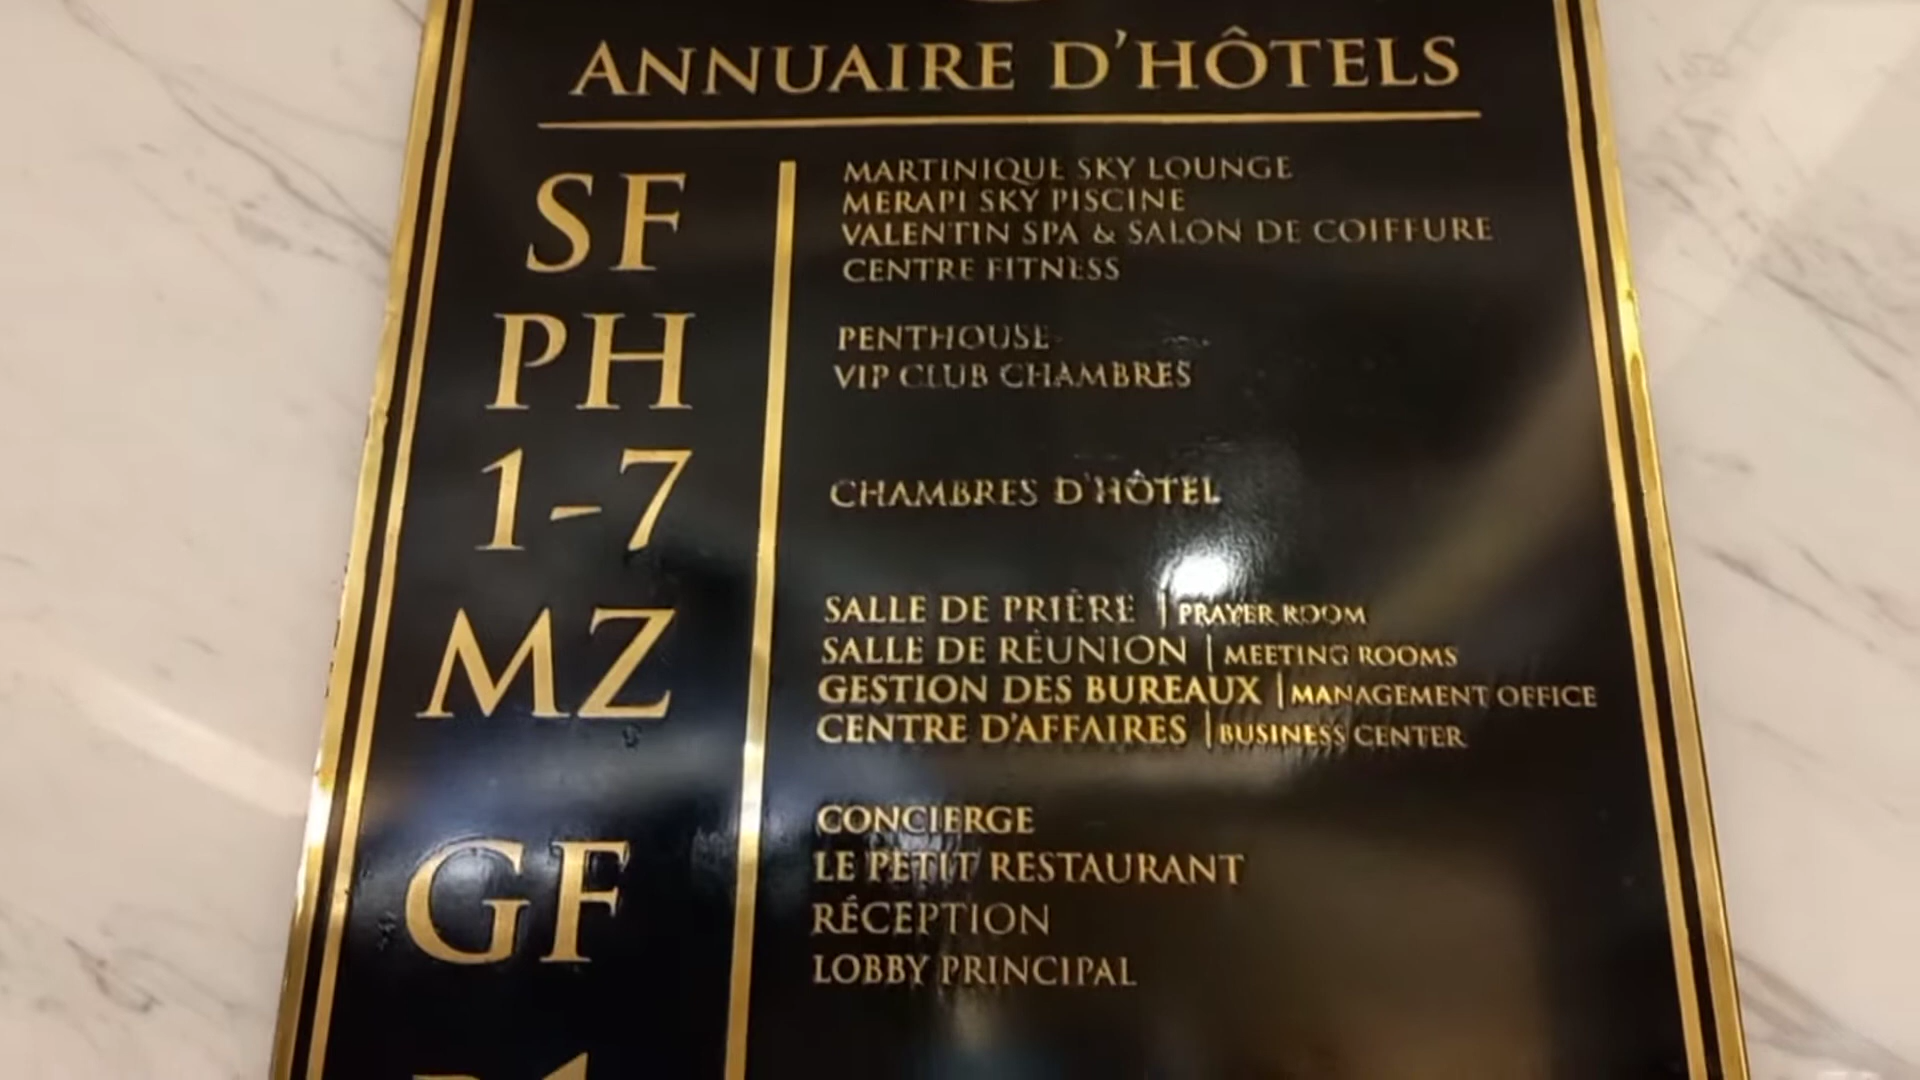 ANNUAIRE D'HÔTELS
SF
MARTINIQUE SKY LOUNGE
MERAPI SKY PISCINE
VALENTIN SPA & SALON DE COIFFURE
CENTRE FITNESS
PH
PENTHOUSE
VIP CLUB CHAMBRES
1-7
CHAMBRES D'HÔTEL
MZ
SALLE DE PRIÈRE | PRAYER ROOM
SALLE DE RÉUNION | MEETING ROOMS
GESTION DES BUREAUX | MANAGEMENT OFFICE
CENTRE D'AFFAIRES | BUSINESS CENTER
GF
CONCIERGE
LE PETIT RESTAURANT
RÉCEPTION
LOBBY PRINCIPAL